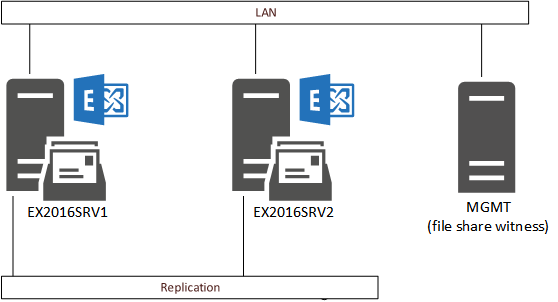 LAN
EX2016SRV1
EX2016SRV2
MGMT
(file share witness)
Replication